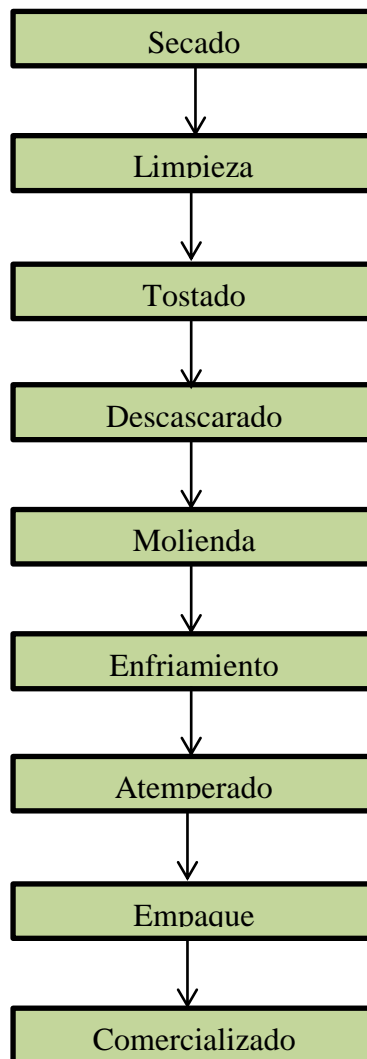 Secado
Limpieza
Tostado
Descascarado
Molienda
Enfriamiento
Atemperado
Empaque
Comercializado